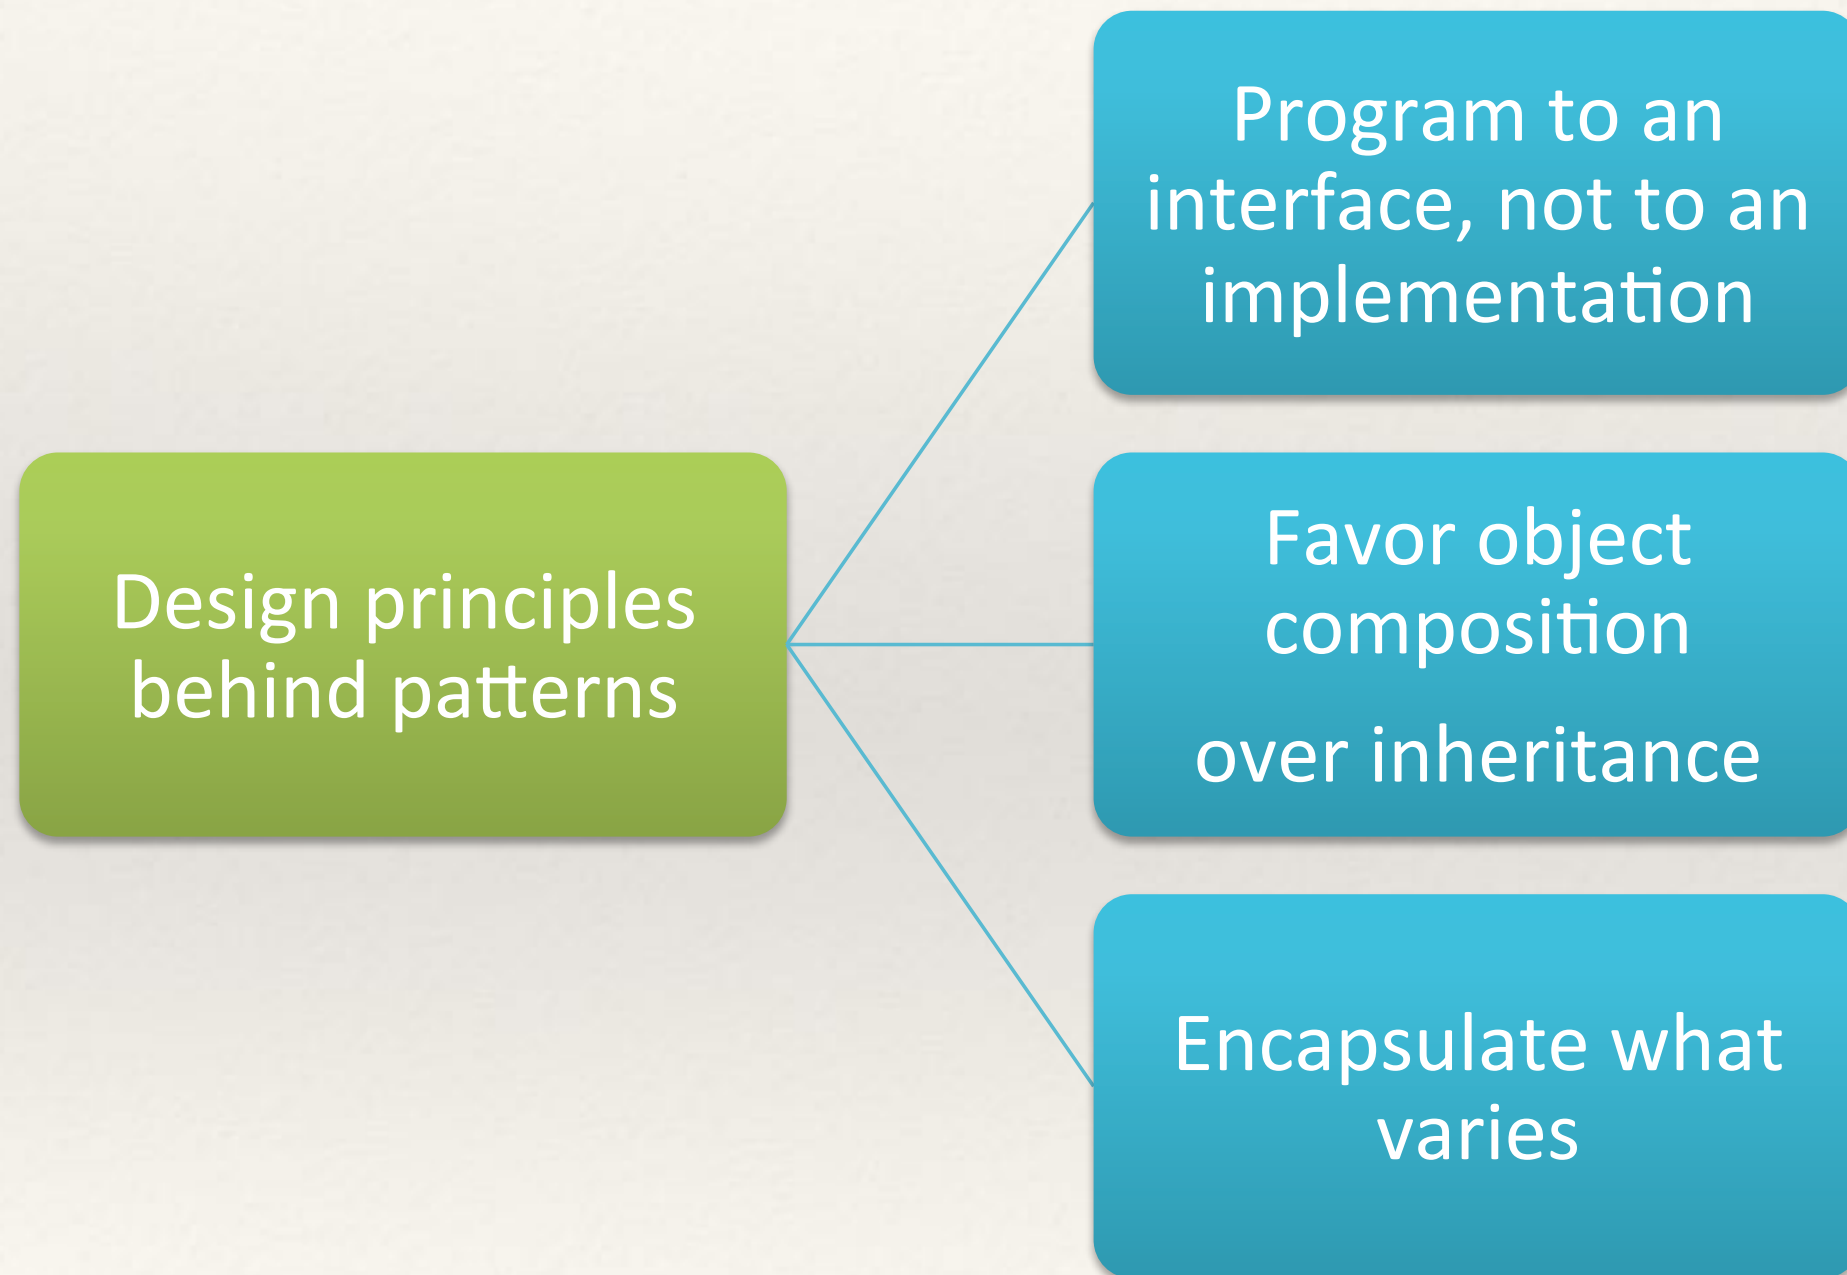 Design principles
behind patterns
Program to an
interface, not to an
implementation
Favor object
composition
over inheritance
Encapsulate what
varies